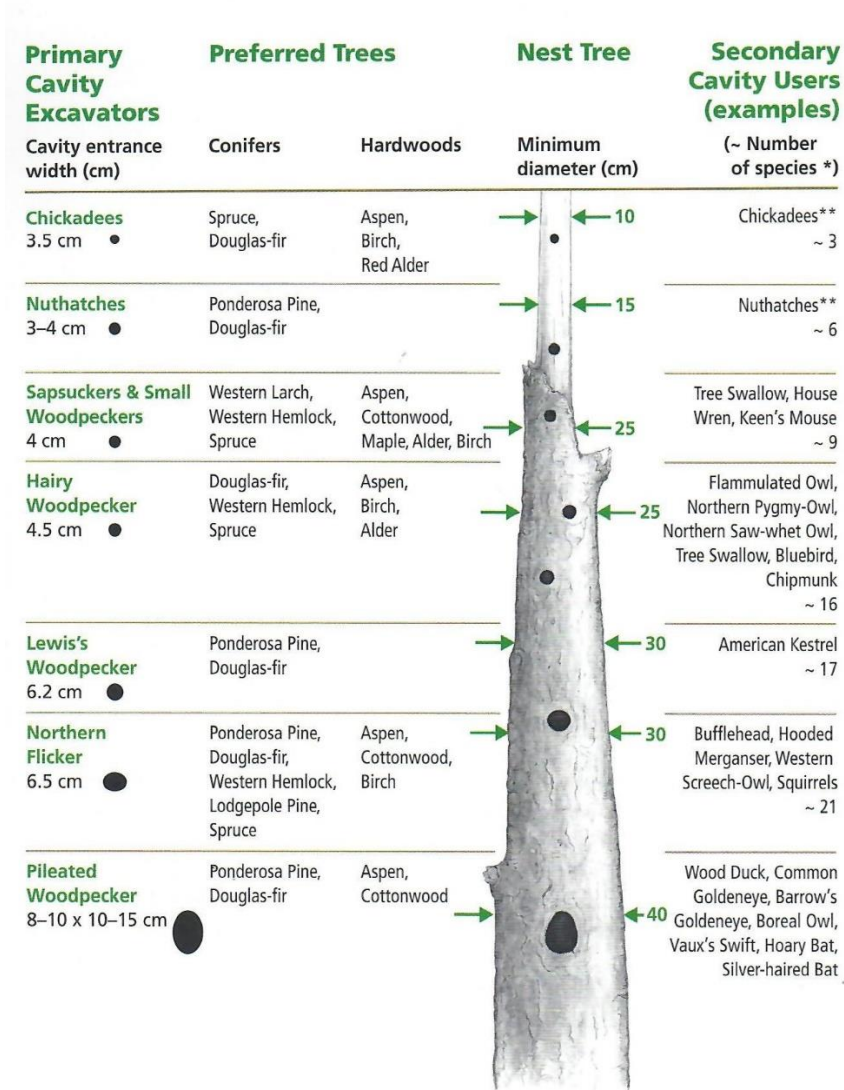 Primary
Cavity
Excavators
Preferred Trees
Nest Tree
Secondary
Cavity Users
(examples)
Cavity entrance
width (cm)
Conifers
Hardwoods
Minimum
diameter (cm)
(~ Number
of species *)
Chickadees
3.5 cm
Spruce,
Douglas-fir
Aspen,
Birch,
Red Alder
10
Chickadees**
~ 3
Nuthatches
3–4 cm
Ponderosa Pine,
Douglas-fir
15
Nuthatches**
~ 6
Sapsuckers & Small
Woodpeckers
4 cm
Western Larch,
Western Hemlock,
Spruce
Aspen,
Cottonwood,
Maple, Alder, Birch
25
Tree Swallow, House
Wren, Keen's Mouse
~ 9
Hairy
Woodpecker
4.5 cm
Douglas-fir,
Western Hemlock,
Spruce
Aspen,
Birch,
Alder
25
Flammulated Owl,
Northern Pygmy-Owl,
Northern Saw-whet Owl,
Tree Swallow, Bluebird,
Chipmunk
~ 16
Lewis's
Woodpecker
6.2 cm
Ponderosa Pine,
Douglas-fir
30
American Kestrel
~ 17
Northern
Flicker
6.5 cm
Ponderosa Pine,
Douglas-fir,
Western Hemlock,
Lodgepole Pine,
Spruce
Aspen,
Cottonwood,
Birch
30
Bufflehead, Hooded
Merganser, Western
Screech-Owl, Squirrels
~ 21
Pileated
Woodpecker
8–10 x 10–15 cm
Ponderosa Pine,
Douglas-fir
Aspen,
Cottonwood
40
Wood Duck, Common
Goldeneye, Barrow's
Goldeneye, Boreal Owl,
Vaux's Swift, Hoary Bat,
Silver-haired Bat